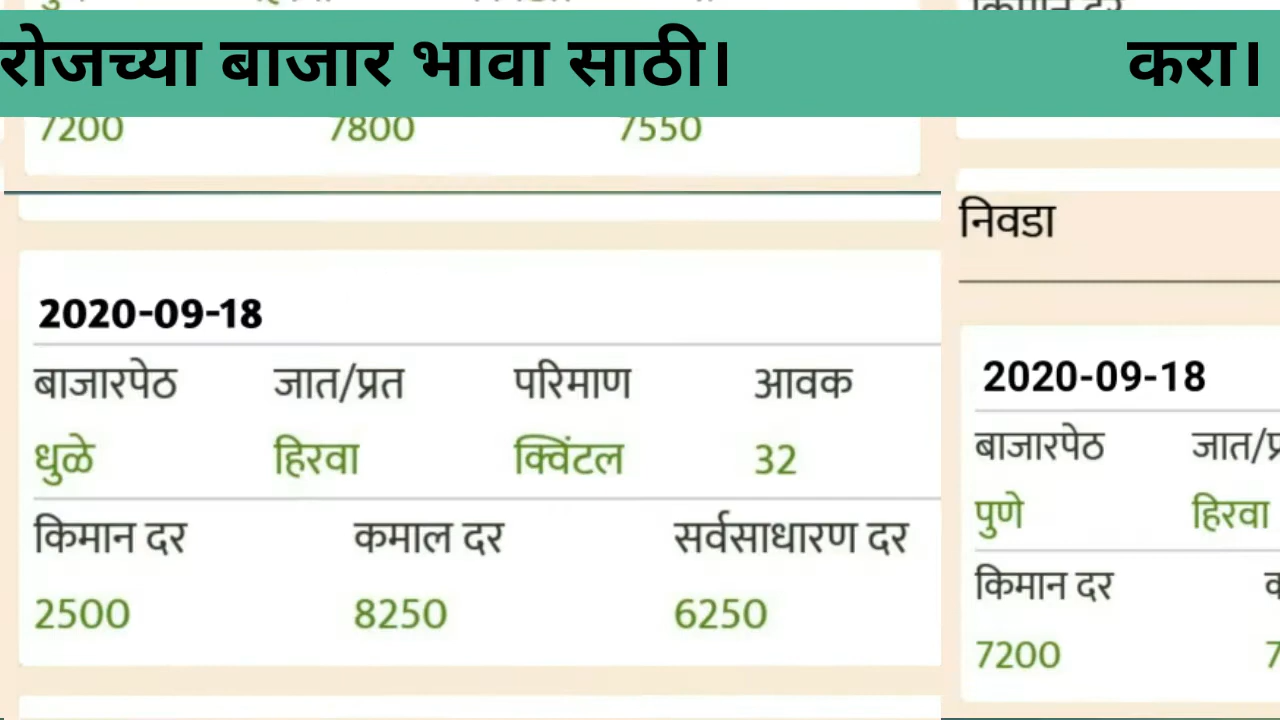 किमान दर
रोजच्या बाजार भावा साठी। करा।
7200 7800 7550
निवडा
2020-09-18
बाजारपेठ जात/प्रत परिमाण आवक
धुळे हिरवा क्विंटल 32
किमान दर कमाल दर सर्वसाधारण दर
2500 8250 6250
2020-09-18
बाजारपेठ
पुणे हिरवा
किमान दर
7200